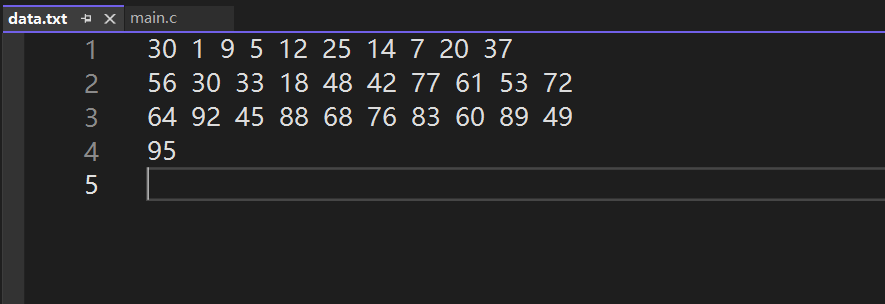 data.txt main.c
1 30 1 9 5 12 25 14 7 20 37
2 56 30 33 18 48 42 77 61 53 72
3 64 92 45 88 68 76 83 60 89 49
4 95
5